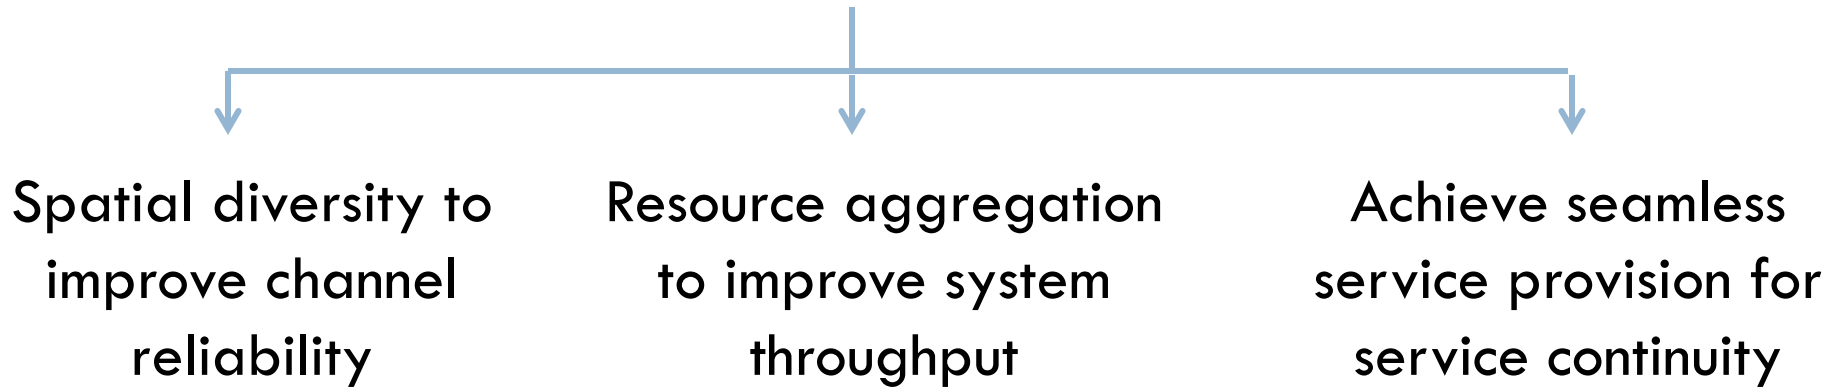 Spatial diversity to
improve channel
reliability
Resource aggregation
to improve system
throughput
Achieve seamless
service provision for
service continuity